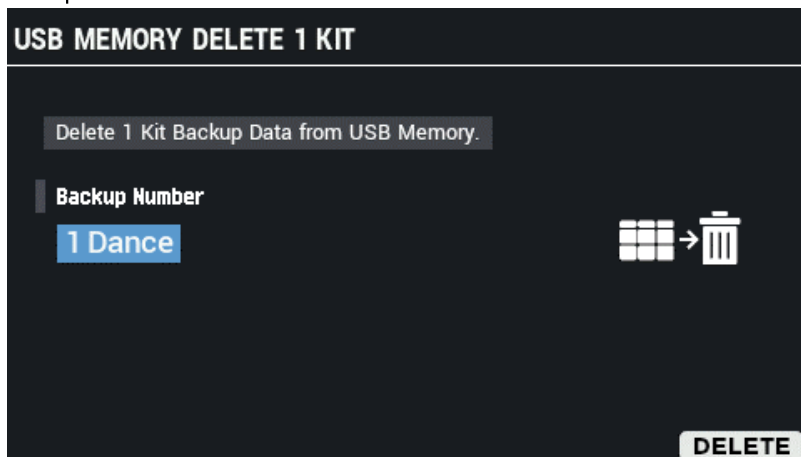 USB MEMORY DELETE 1 KIT
Delete 1 Kit Backup Data from USB Memory.
Backup Number
1 Dance
DELETE